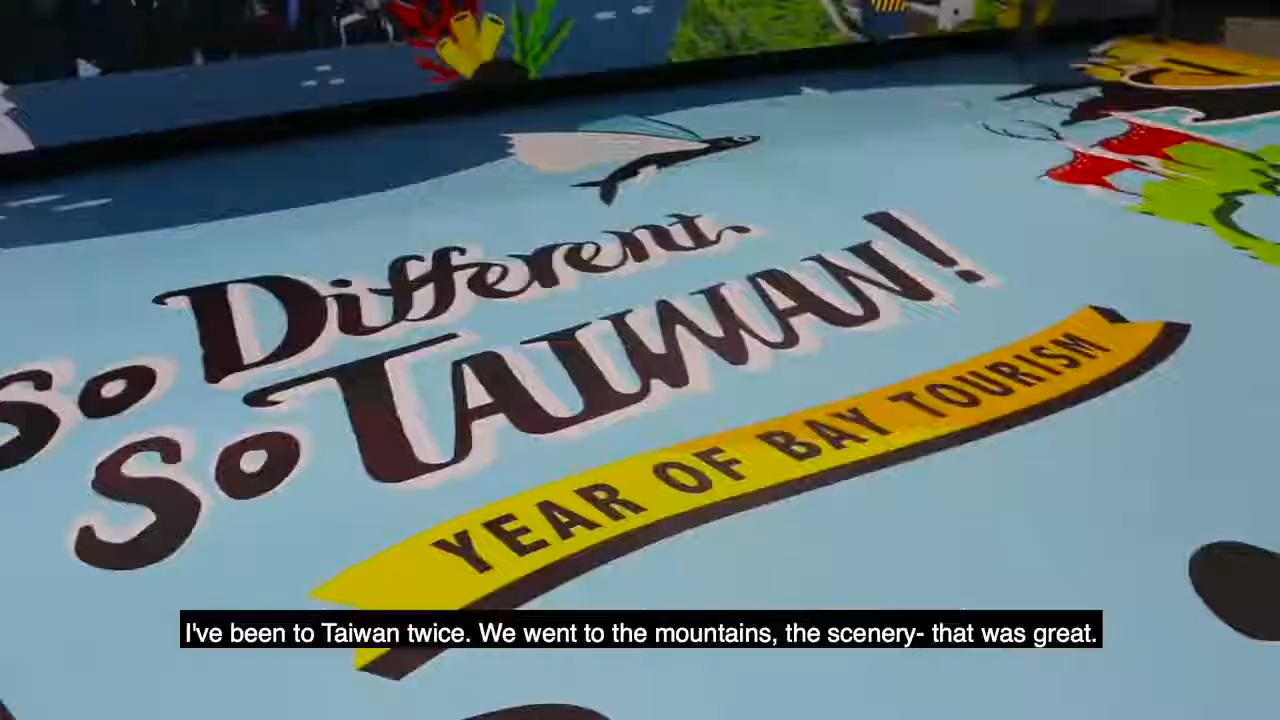 So Different.
So TAIWAN!
YEAR OF BAY TOURISM
I've been to Taiwan twice. We went to the mountains, the scenery- that was great.